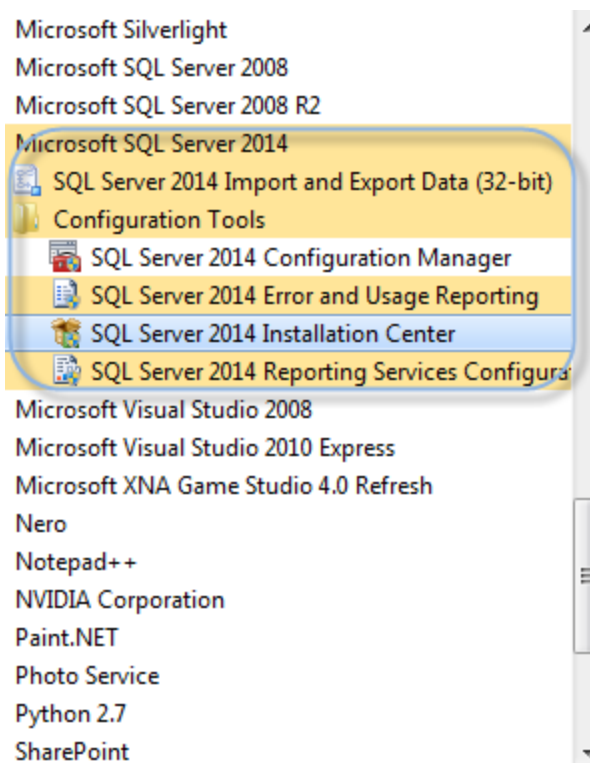 Microsoft Silverlight
Microsoft SQL Server 2008
Microsoft SQL Server 2008 R2
Microsoft SQL Server 2014
SQL Server 2014 Import and Export Data (32-bit)
Configuration Tools
SQL Server 2014 Configuration Manager
SQL Server 2014 Error and Usage Reporting
SQL Server 2014 Installation Center
SQL Server 2014 Reporting Services Configura
Microsoft Visual Studio 2008
Microsoft Visual Studio 2010 Express
Microsoft XNA Game Studio 4.0 Refresh
Nero
Notepad++
NVIDIA Corporation
Paint.NET
Photo Service
Python 2.7
SharePoint